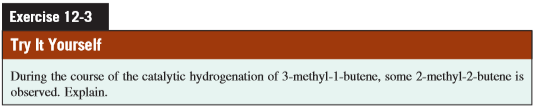 Exercise 12-3
Try It Yourself
During the course of the catalytic hydrogenation of 3-methyl-1-butene, some 2-methyl-2-butene is
observed. Explain.